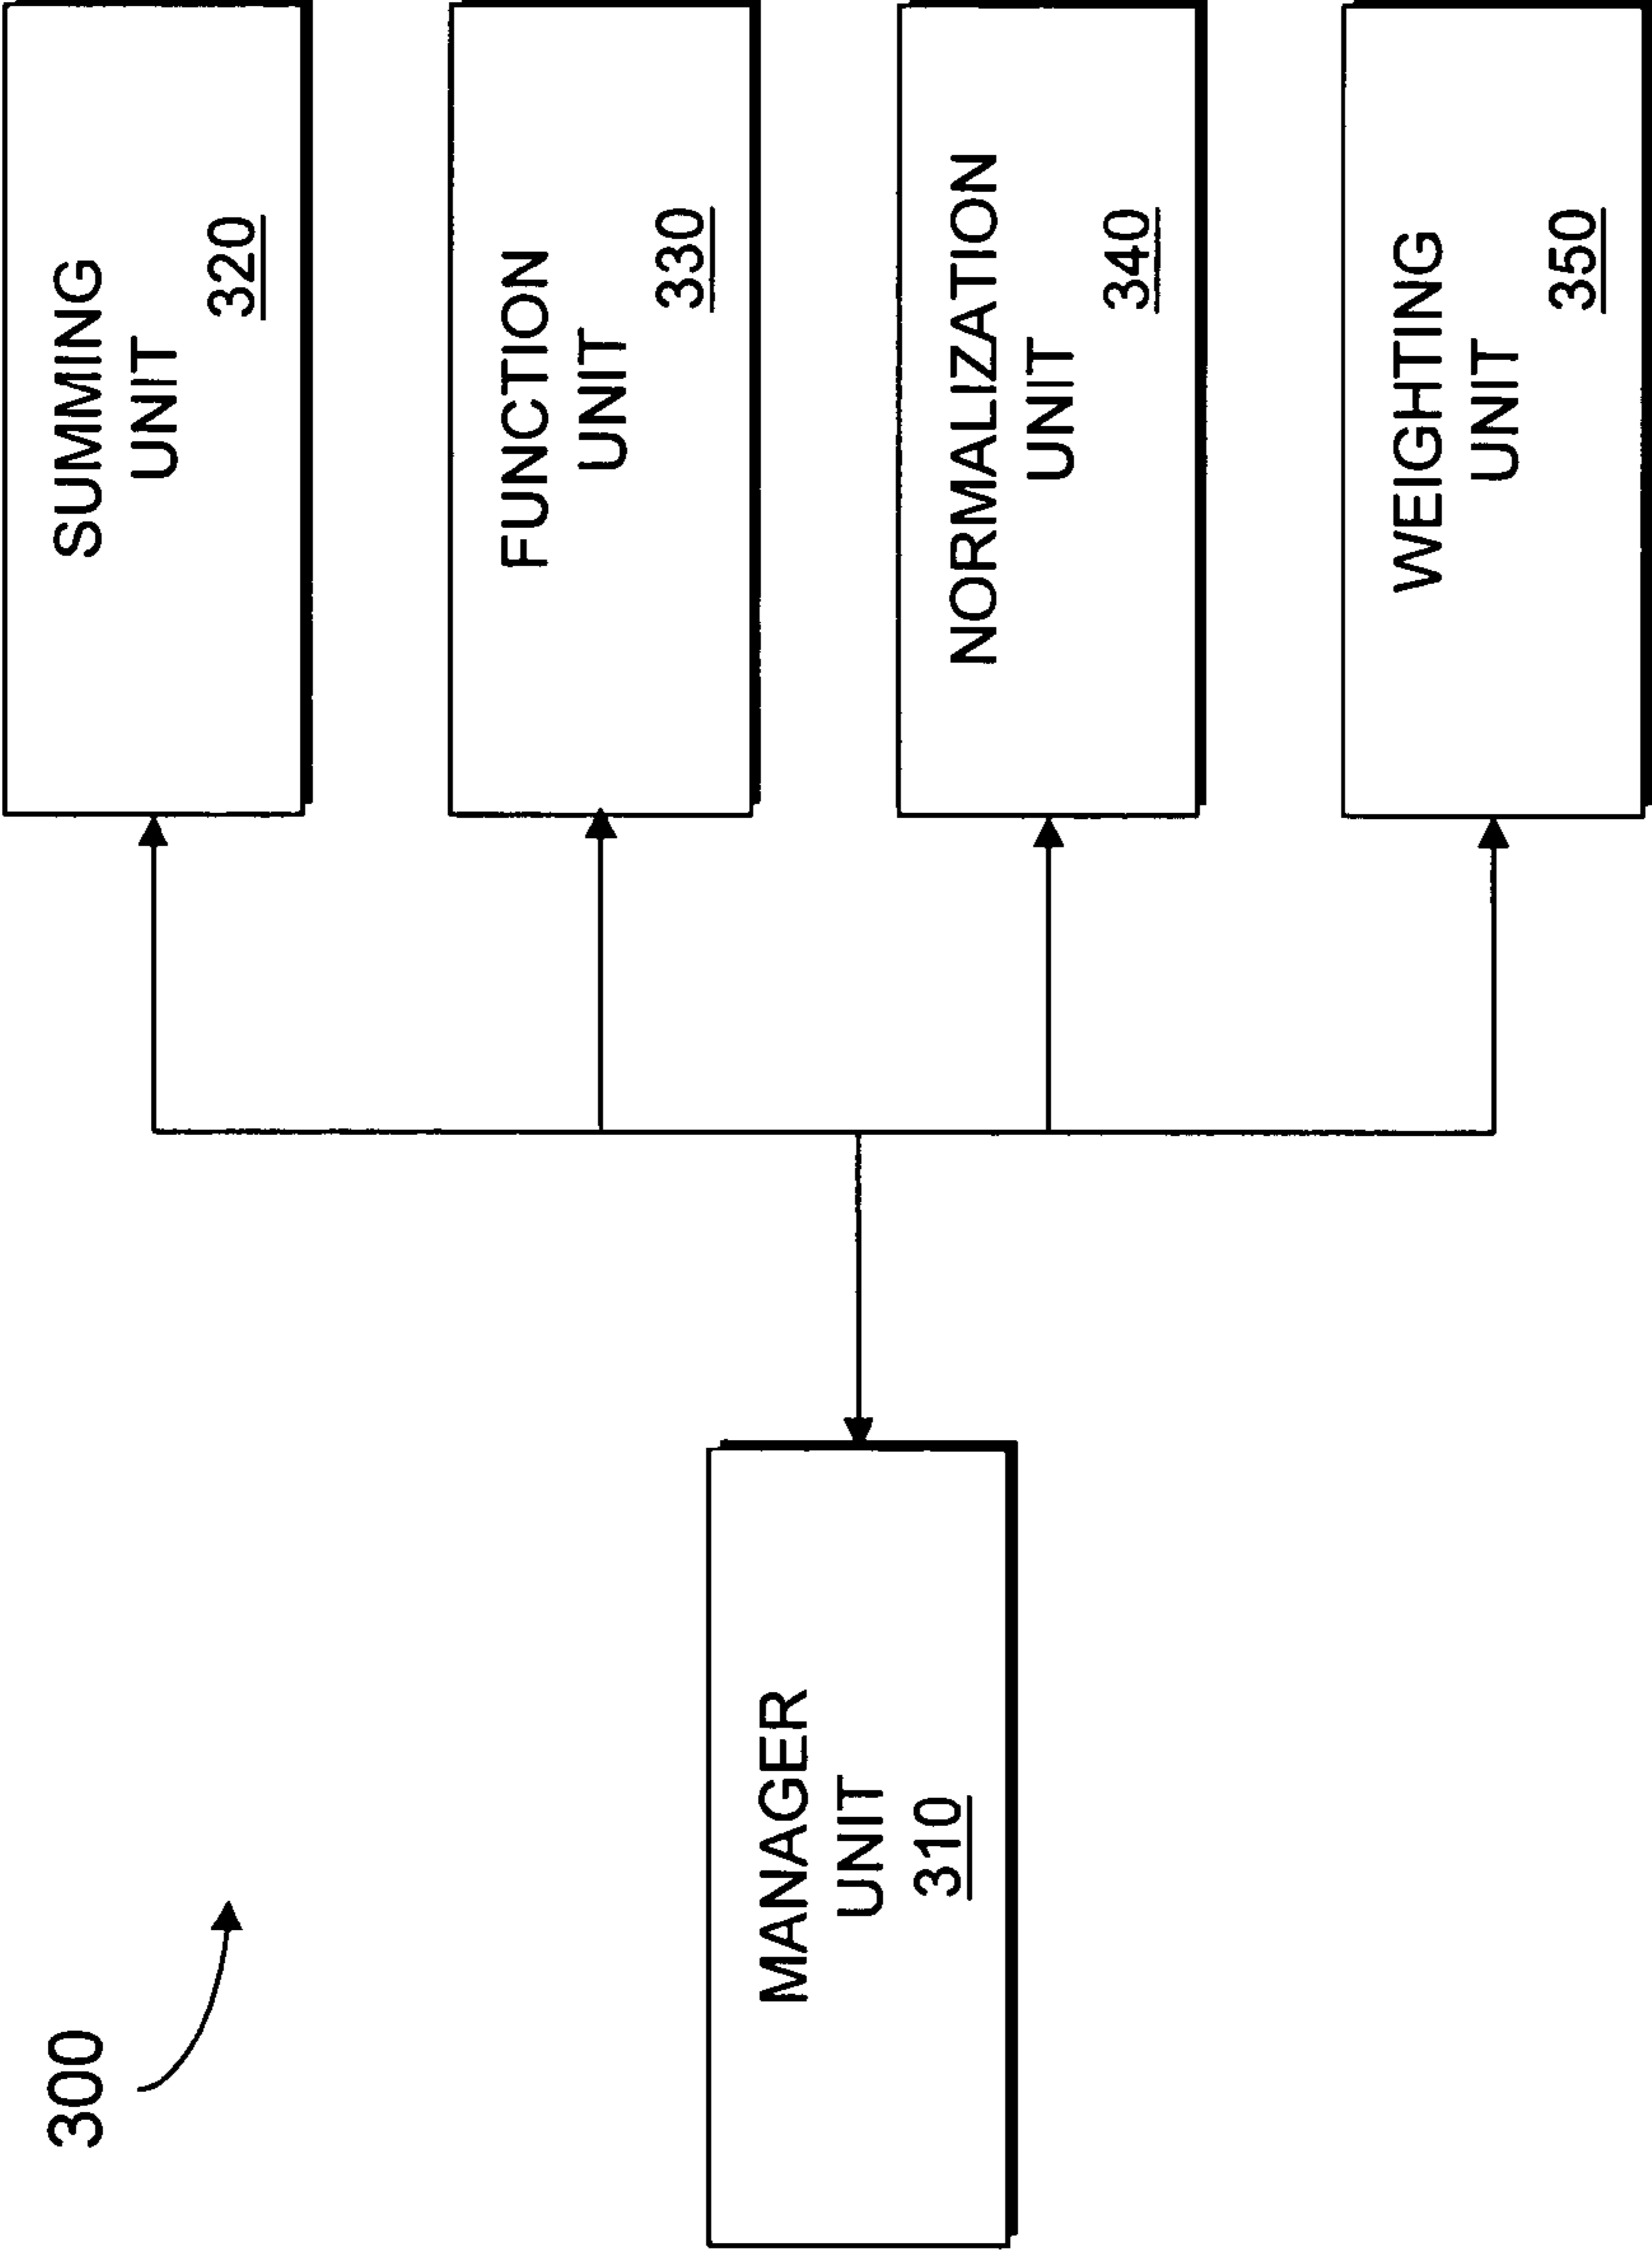 300
MANAGER
UNIT
310
SUMMING
UNIT
320
FUNCTION
UNIT
330
NORMALIZATION
UNIT
340
WEIGHTING
UNIT
350